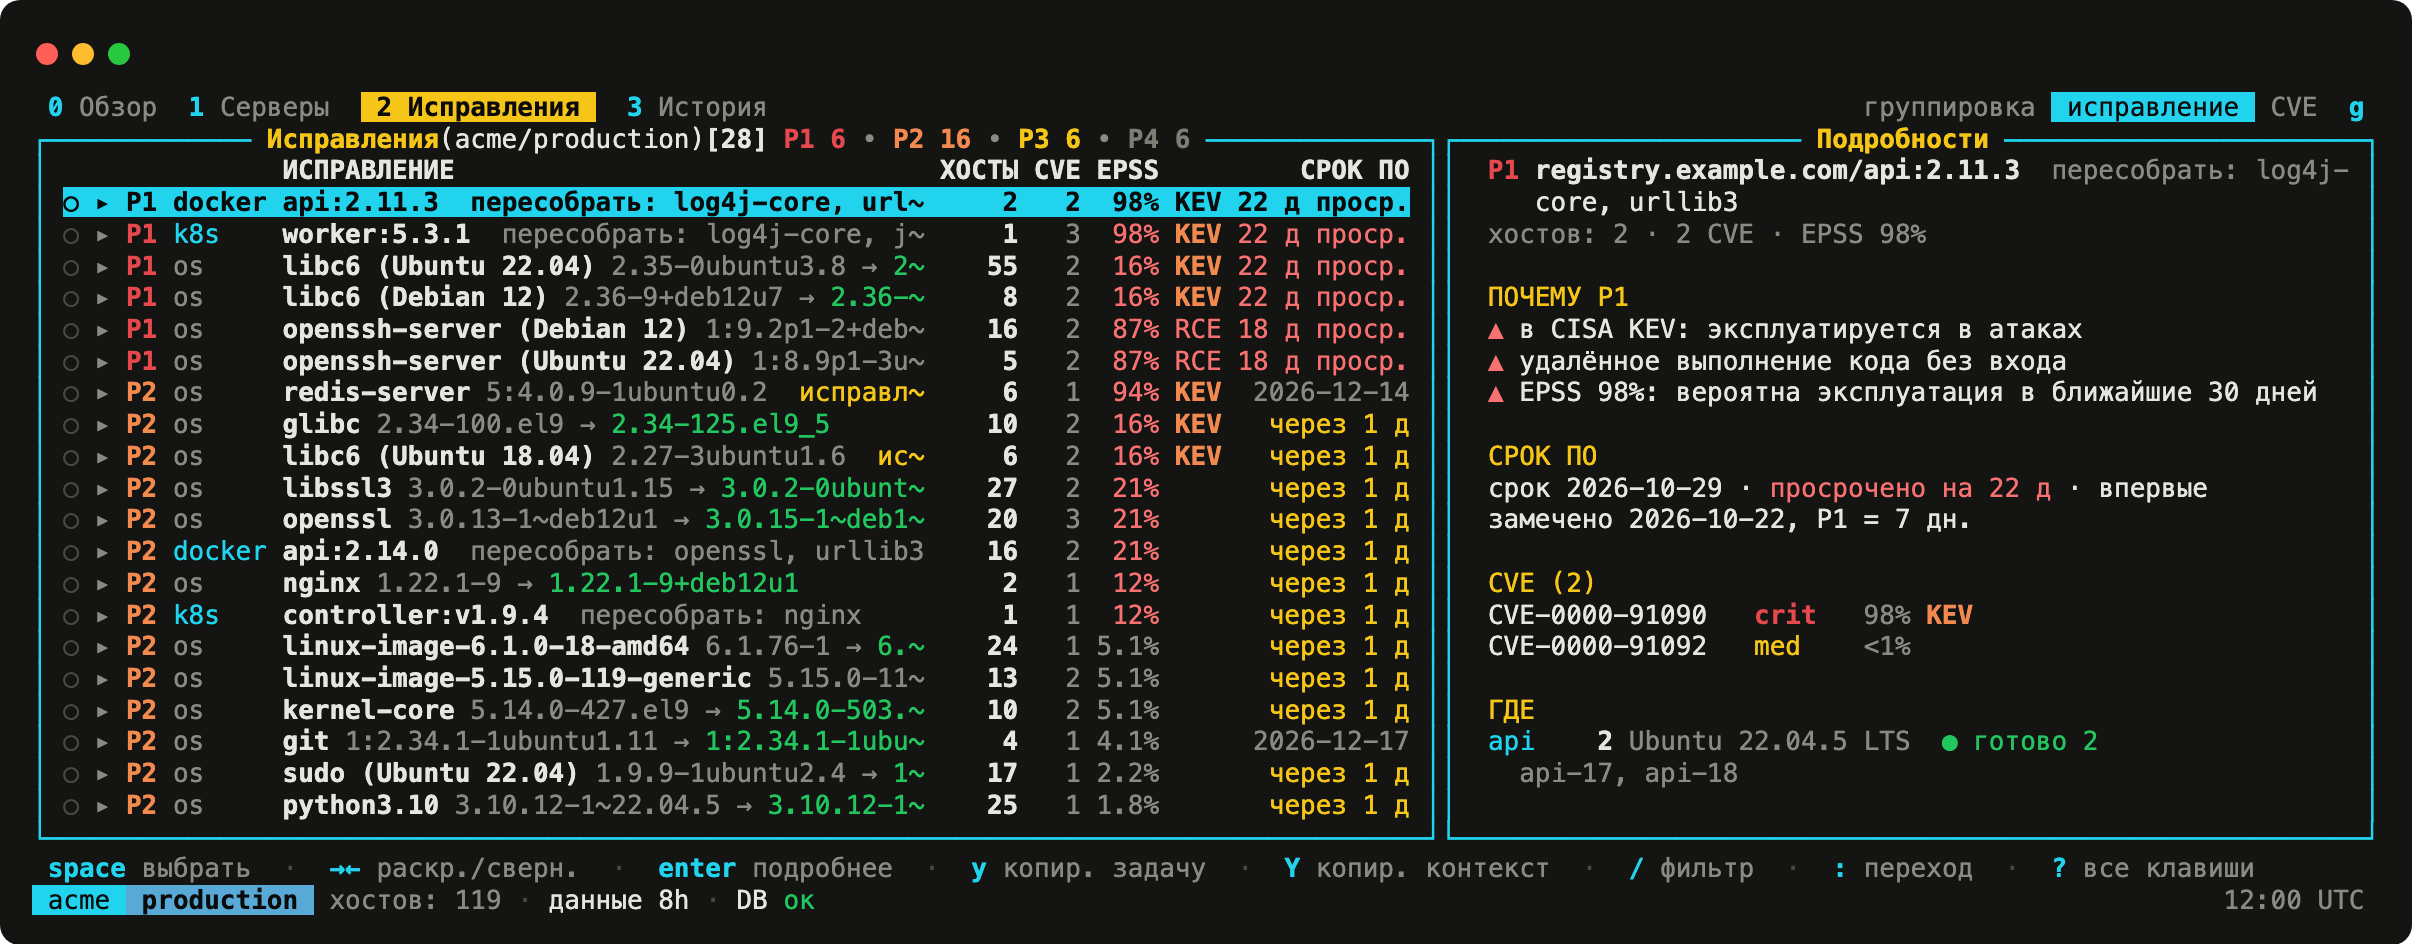 0 Обзор 1 Серверы 2 Исправления 3 История группировка исправление CVE g
Исправления(acme/production)[28] P1 6 • P2 16 • P3 6 • P4 6
ИСПРАВЛЕНИЕ ХОСТЫ CVE EPSS СРОК ПО
○ ▸ P1 docker api:2.11.3 пересобрать: log4j-core, url~ 2 2 98% KEV 22 д проср.
○ ▸ P1 k8s worker:5.3.1 пересобрать: log4j-core, j~ 1 3 98% KEV 22 д проср.
○ ▸ P1 os libc6 (Ubuntu 22.04) 2.35-0ubuntu3.8 → 2~ 55 2 16% KEV 22 д проср.
○ ▸ P1 os libc6 (Debian 12) 2.36-9+deb12u7 → 2.36-~ 8 2 16% KEV 22 д проср.
○ ▸ P1 os openssh-server (Debian 12) 1:9.2p1-2+deb~ 16 2 87% RCE 18 д проср.
○ ▸ P1 os openssh-server (Ubuntu 22.04) 1:8.9p1-3u~ 5 2 87% RCE 18 д проср.
○ ▸ P2 os redis-server 5:4.0.9-1ubuntu0.2 исправл~ 6 1 94% KEV 2026-12-14
○ ▸ P2 os glibc 2.34-100.el9 → 2.34-125.el9_5 10 2 16% KEV через 1 д
○ ▸ P2 os libc6 (Ubuntu 18.04) 2.27-3ubuntu1.6 ис~ 6 2 16% KEV через 1 д
○ ▸ P2 os libssl3 3.0.2-0ubuntu1.15 → 3.0.2-0ubunt~ 27 2 21% через 1 д
○ ▸ P2 os openssl 3.0.13-1~deb12u1 → 3.0.15-1~deb1~ 20 3 21% через 1 д
○ ▸ P2 docker api:2.14.0 пересобрать: openssl, urllib3 16 2 21% через 1 д
○ ▸ P2 os nginx 1.22.1-9 → 1.22.1-9+deb12u1 2 1 12% через 1 д
○ ▸ P2 k8s controller:v1.9.4 пересобрать: nginx 1 1 12% через 1 д
○ ▸ P2 os linux-image-6.1.0-18-amd64 6.1.76-1 → 6.~ 24 1 5.1% через 1 д
○ ▸ P2 os linux-image-5.15.0-119-generic 5.15.0-11~ 13 2 5.1% через 1 д
○ ▸ P2 os kernel-core 5.14.0-427.el9 → 5.14.0-503.~ 10 2 5.1% через 1 д
○ ▸ P2 os git 1:2.34.1-1ubuntu1.11 → 1:2.34.1-1ubu~ 4 1 4.1% 2026-12-17
○ ▸ P2 os sudo (Ubuntu 22.04) 1.9.9-1ubuntu2.4 → 1~ 17 1 2.2% через 1 д
○ ▸ P2 os python3.10 3.10.12-1~22.04.5 → 3.10.12-1~ 25 1 1.8% через 1 д
Подробности
P1 registry.example.com/api:2.11.3 пересобрать: log4j-
core, urllib3
хостов: 2 · 2 CVE · EPSS 98%
ПОЧЕМУ P1
▲ в CISA KEV: эксплуатируется в атаках
▲ удалённое выполнение кода без входа
▲ EPSS 98%: вероятна эксплуатация в ближайшие 30 дней
СРОК ПО
срок 2026-10-29 · просрочено на 22 д · впервые
замечено 2026-10-22, P1 = 7 дн.
CVE (2)
CVE-0000-91090 crit 98% KEV
CVE-0000-91092 med <1%
ГДЕ
api 2 Ubuntu 22.04.5 LTS ● готово 2
api-17, api-18
space выбрать · →← раскр./сверн. · enter подробнее · y копир. задачу · Y копир. контекст · / фильтр · : переход · ? все клавиши
acme production хостов: 119 · данные 8h · DB ок 12:00 UTC